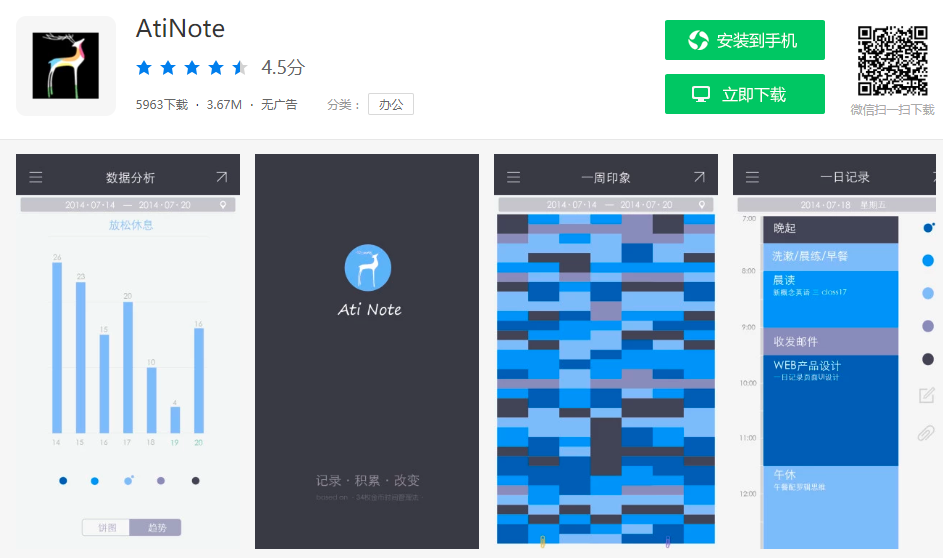 AtiNote
4.5分
5963下载 · 3.67M · 无广告
分类：
办公
安装到手机
立即下载
微信扫一扫下载
数据分析
2014·07·14 — 2014·07·20
放松休息
26
23
15
20
10
4
16
14 15 16 17 18 19 20
饼图
趋势
Ati Note
记录·积累·改变
一周印象
2014·07·14 — 2014·07·20
一日记录
2014·07·18 星期五
7:00
晚起
洗漱/晨练/早餐
8:00
晨读
新概念英语 三 class17
9:00
收发邮件
WEB产品设计
一日记录页面UI设计
10:00
11:00
午休
午餐配罗辑思维
12:00